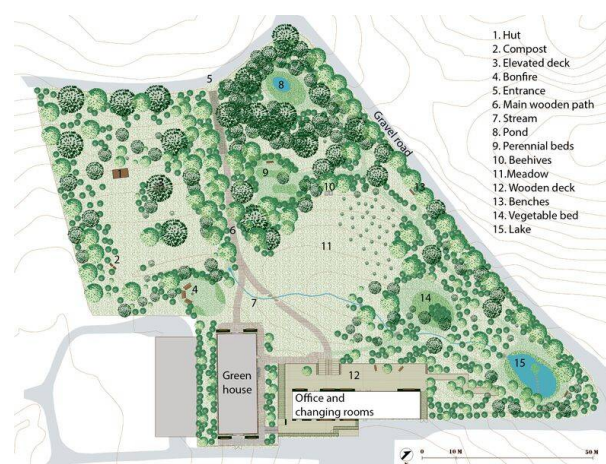 1. Hut
2. Compost
3. Elevated deck
4. Bonfire
5. Entrance
6. Main wooden path
7. Stream
8. Pond
9. Perennial beds
10. Beehives
11.Meadow
12. Wooden deck
13. Benches
14. Vegetable bed
15. Lake
5
8
Gravel road
1
9
10
13
6
11
2
4
7
14
15
12
Green
house
Office and
changing rooms
0 10 M 50 M